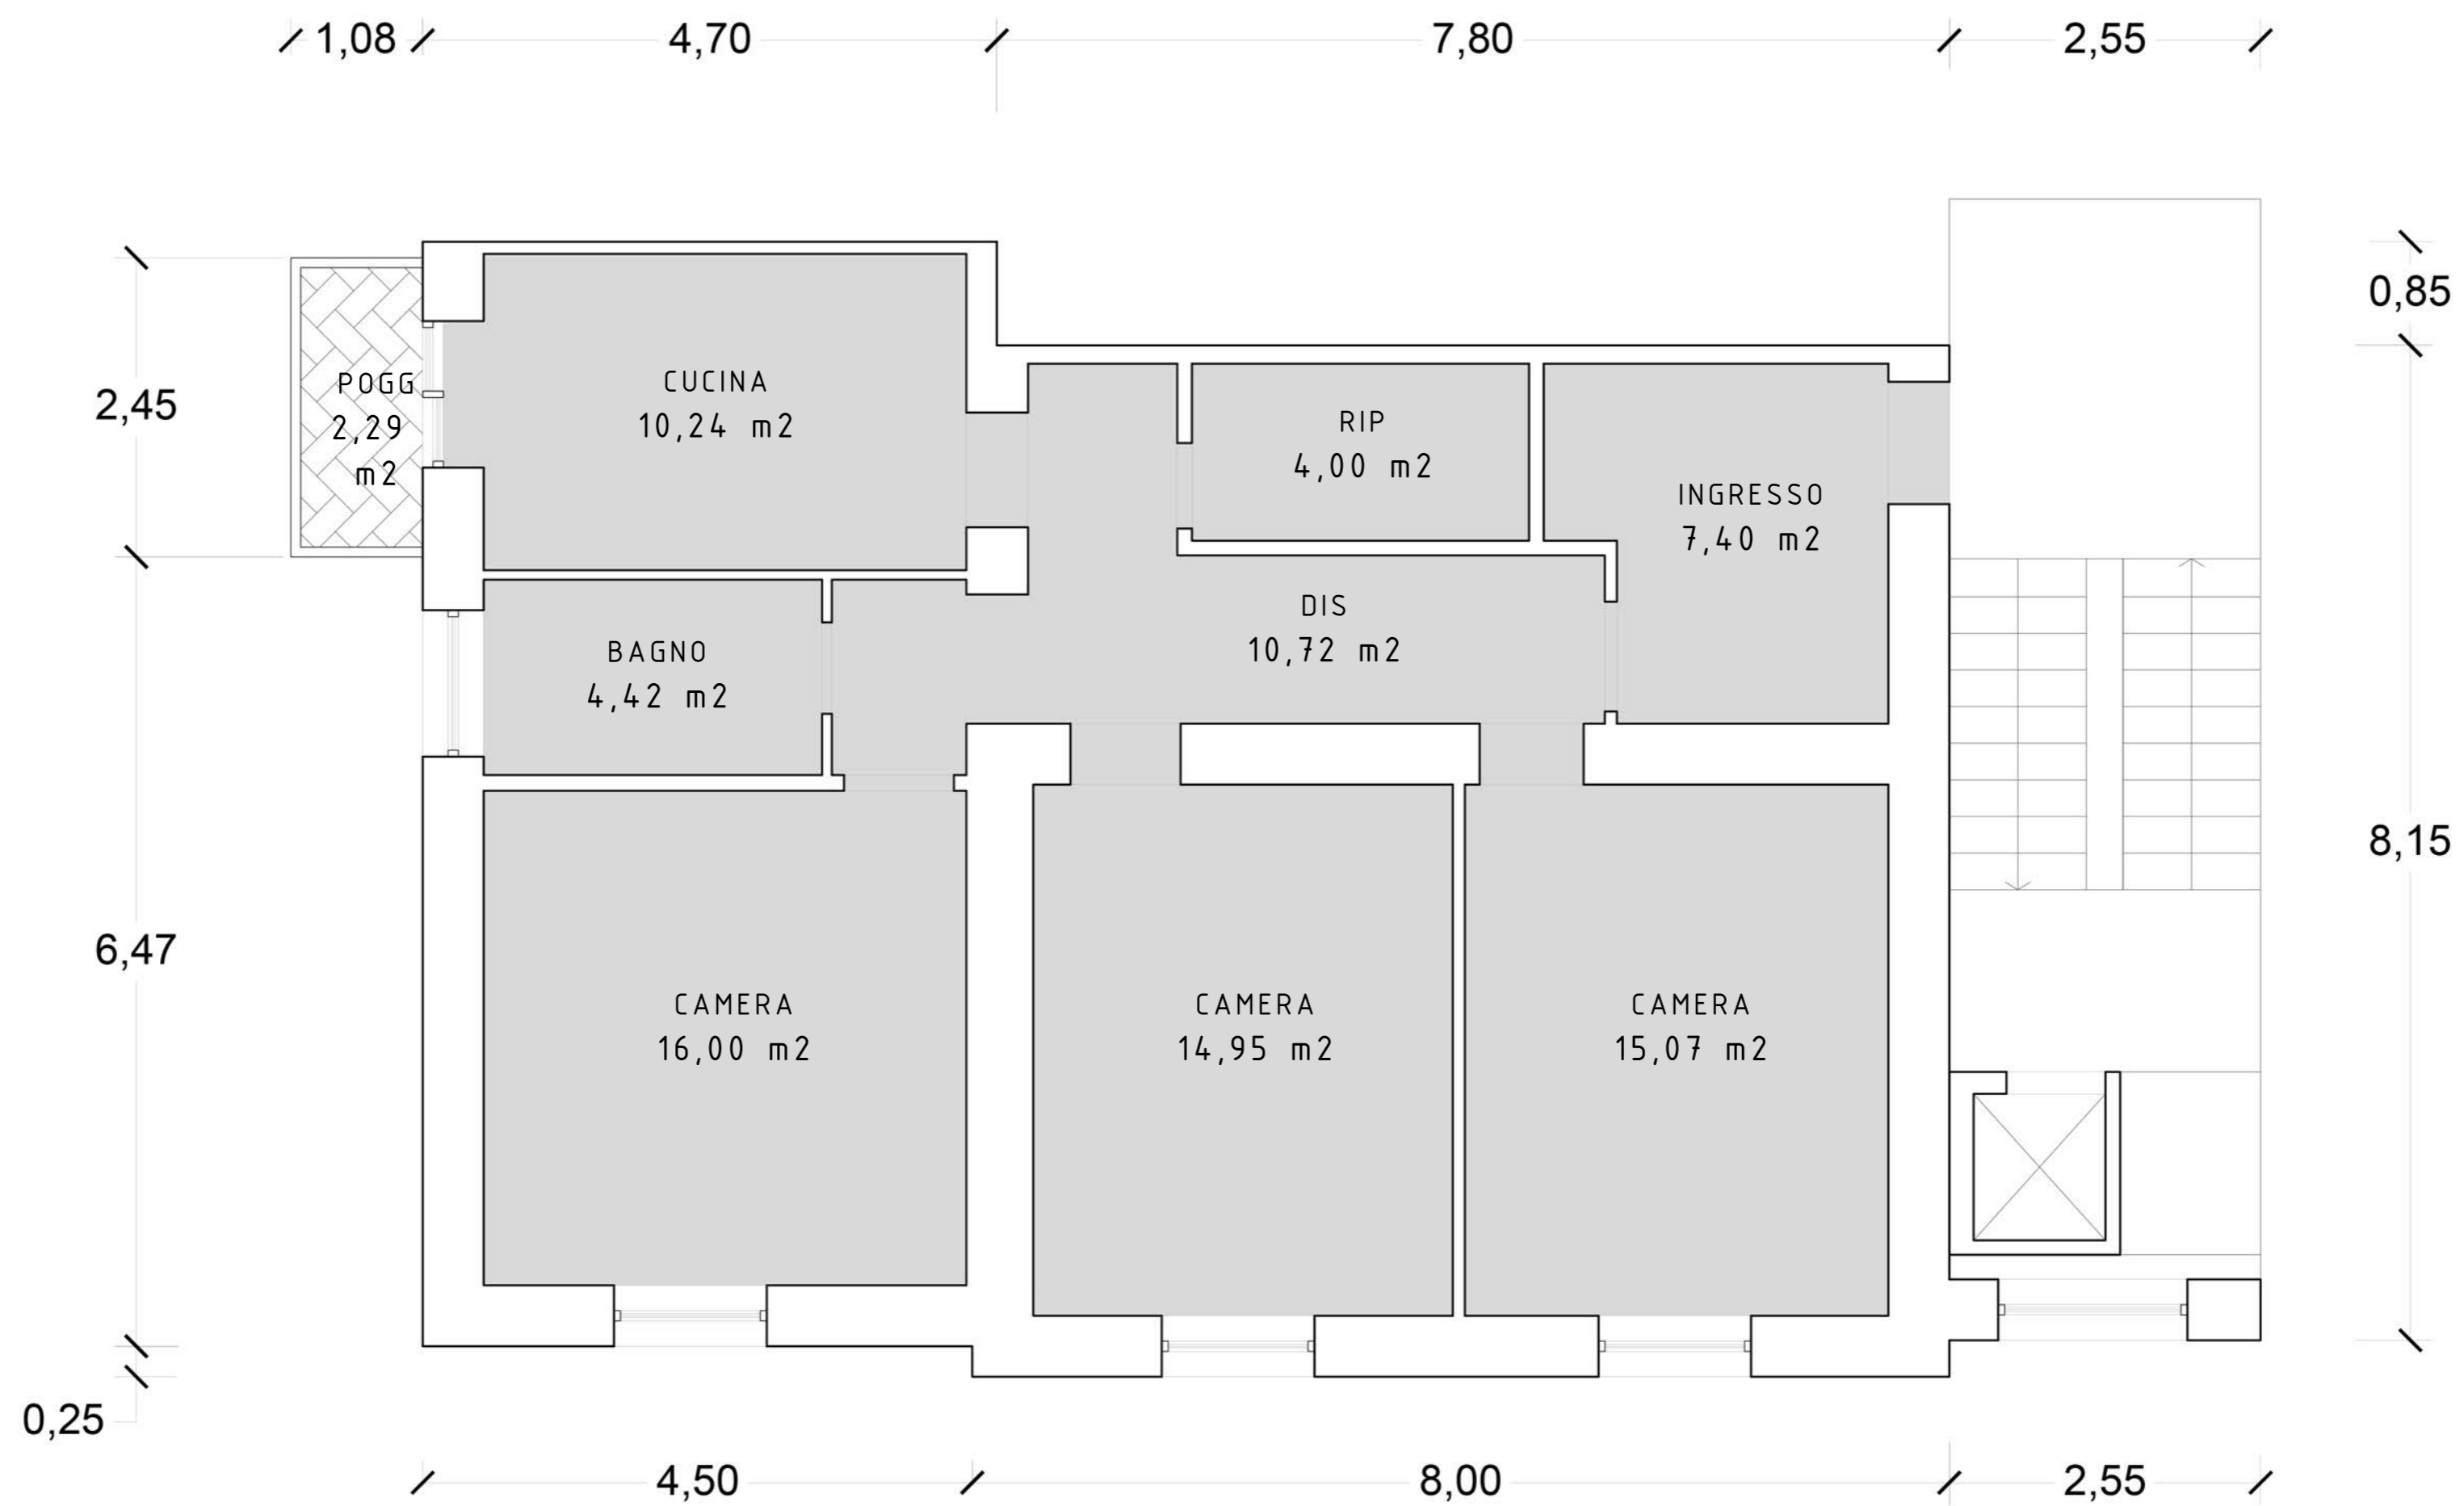 1,08
4,70
7,80
2,55
0,85
2,45
POGG
2,29
m2
CUCINA
10,24 m2
RIP
4,00 m2
INGRESSO
7,40 m2
DIS
10,72 m2
BAGNO
4,42 m2
8,15
6,47
CAMERA
16,00 m2
CAMERA
14,95 m2
CAMERA
15,07 m2
0,25
4,50
8,00
2,55